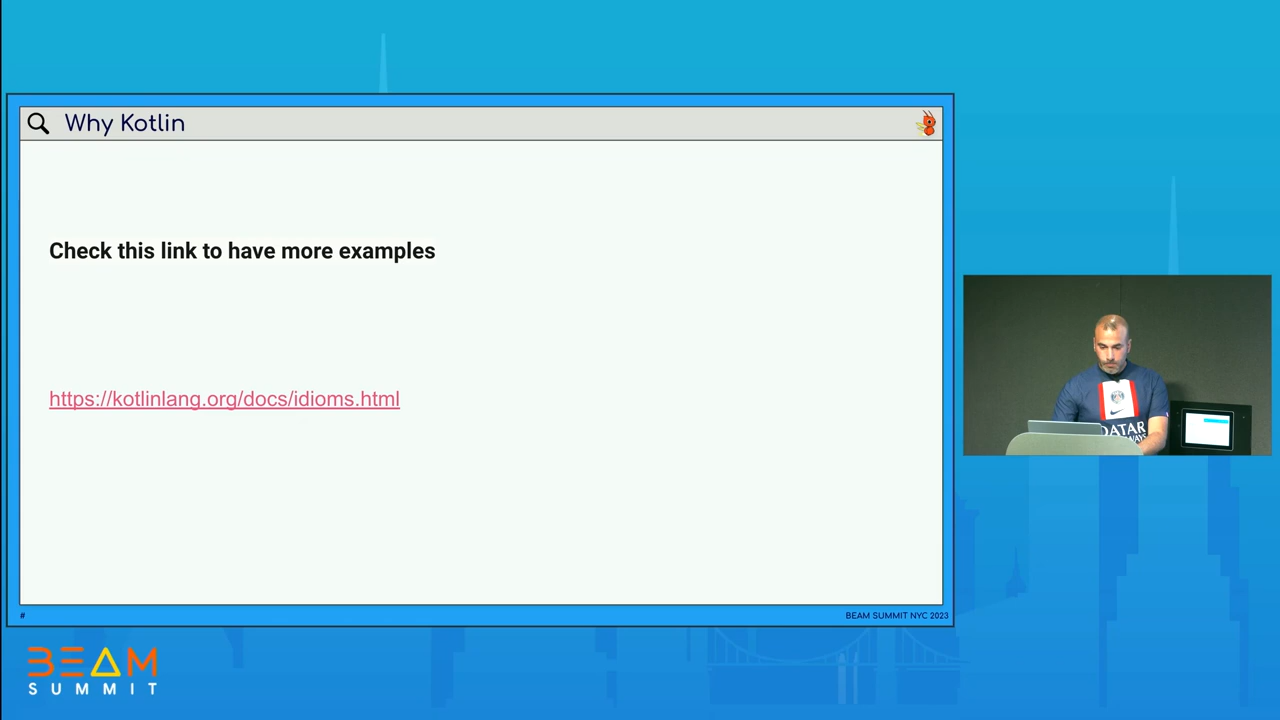 Why Kotlin
Check this link to have more examples
https://kotlinlang.org/docs/idioms.html
#
BEAM SUMMIT NYC 2023
QATAR
BEAM
SUMMIT